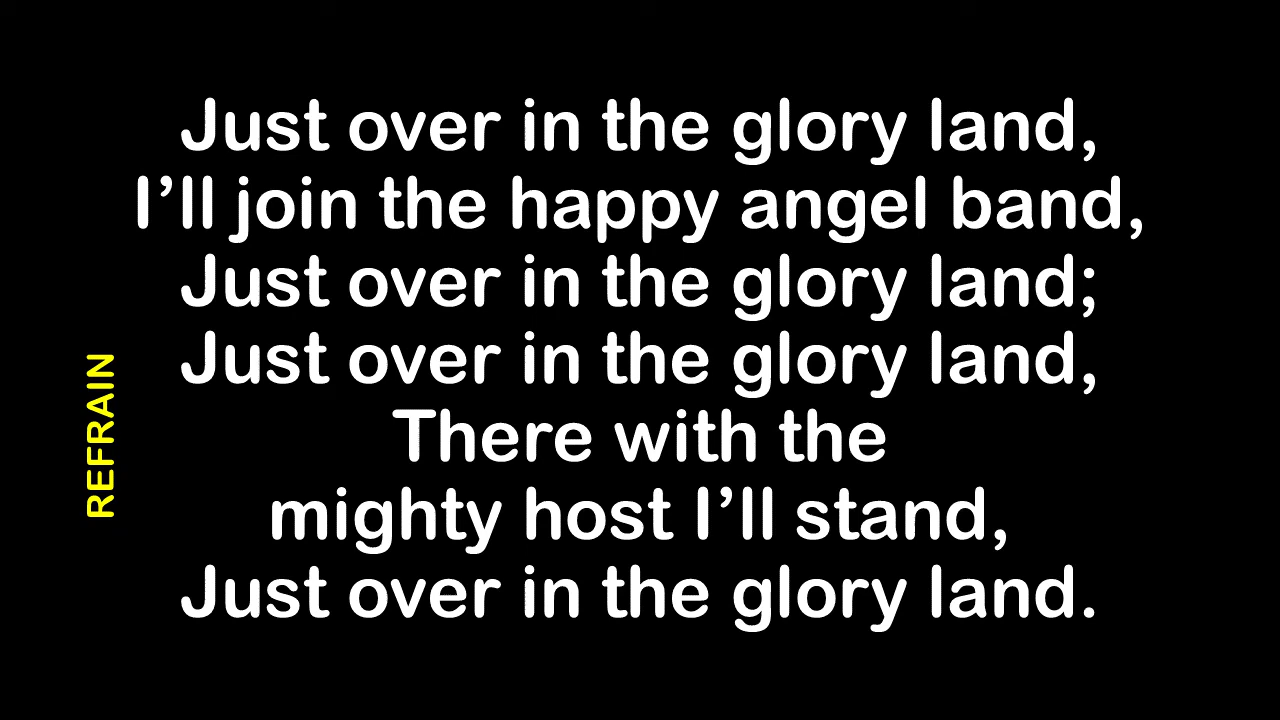 Just over in the glory land,
I’ll join the happy angel band,
Just over in the glory land;
Just over in the glory land,
There with the
mighty host I’ll stand,
Just over in the glory land.
REFRAIN